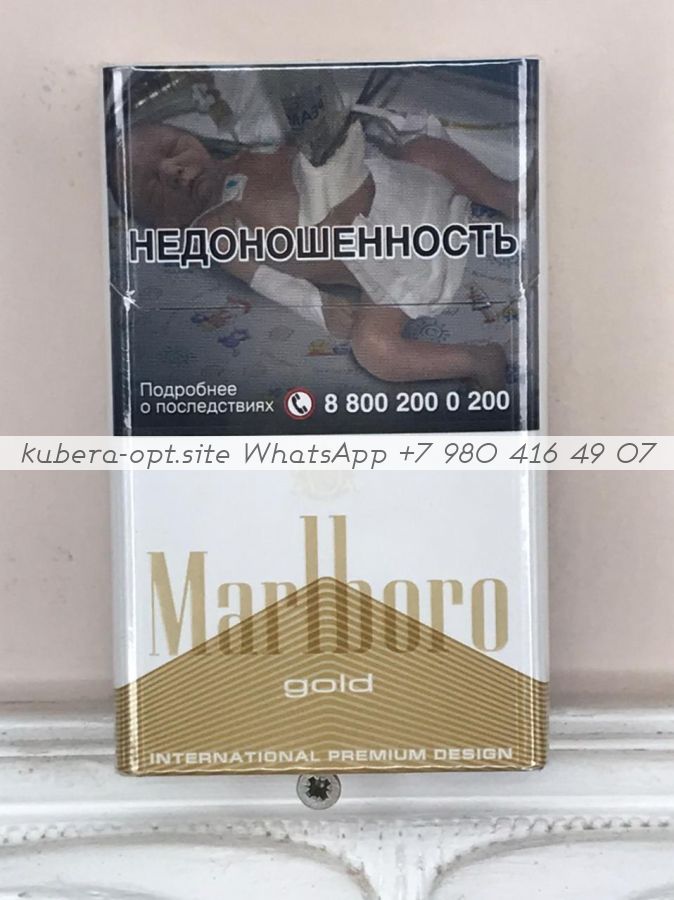 НЕДОНОШЕННОСТЬ
Подробнее
о последствиях 8 800 200 0 200
kubera-opt.site WhatsApp +7 980 416 49 07
Marlboro
gold
INTERNATIONAL PREMIUM DESIGN